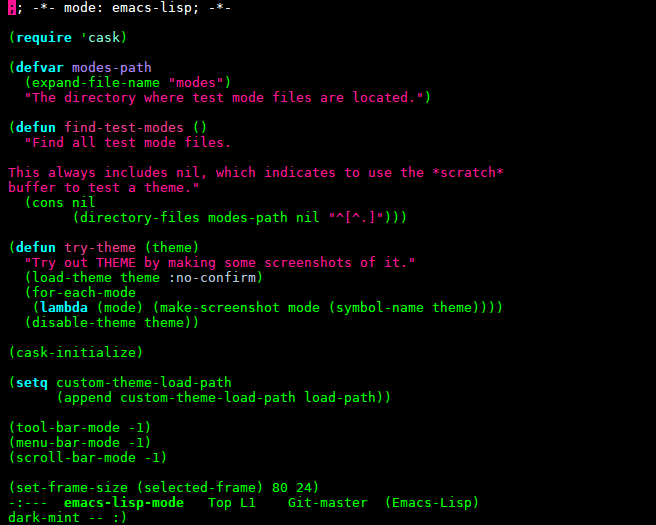 ;; -*- mode: emacs-lisp; -*-
(require 'cask)
(defvar modes-path
(expand-file-name "modes")
"The directory where test mode files are located.")
(defun find-test-modes ()
"Find all test mode files.
This always includes nil, which indicates to use the *scratch*
buffer to test a theme."
(cons nil
(directory-files modes-path nil "^[^.]")))
(defun try-theme (theme)
"Try out THEME by making some screenshots of it."
(load-theme theme :no-confirm)
(for-each-mode
(lambda (mode) (make-screenshot mode (symbol-name theme))))
(disable-theme theme))
(cask-initialize)
(setq custom-theme-load-path
(append custom-theme-load-path load-path))
(tool-bar-mode -1)
(menu-bar-mode -1)
(scroll-bar-mode -1)
(set-frame-size (selected-frame) 80 24)
-:--- emacs-lisp-mode Top L1 Git-master (Emacs-Lisp)
dark-mint -- :)